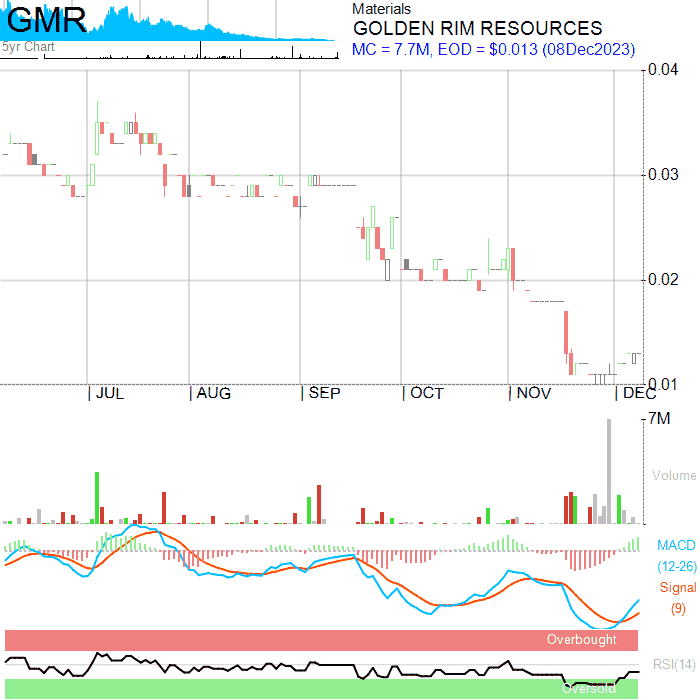 GMR
5yr Chart
Materials
GOLDEN RIM RESOURCES
MC = 7.7M, EOD = $0.013 (08Dec2023)
0.04
0.03
0.02
0.01
JUL
AUG
SEP
OCT
NOV
DEC
7M
Volume
MACD
(12-26)
Signal
(9)
Overbought
RSI(14)
Oversold